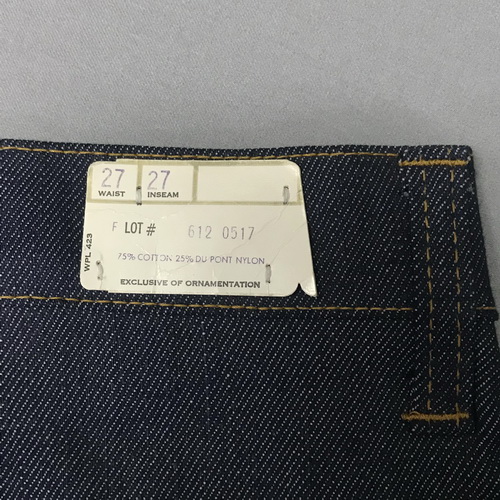 27 27
WAIST INSEAM
F LOT # 612 0517
75% COTTON 25% DU PONT NYLON
EXCLUSIVE OF ORNAMENTATION
WPL 423